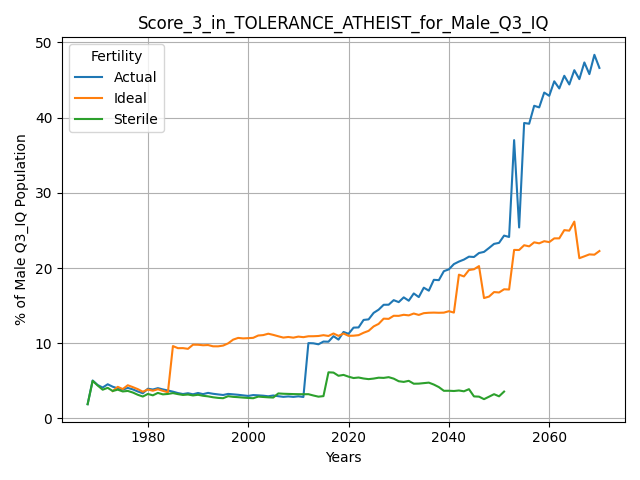 Score_3_in_TOLERANCE_ATHEIST_for_Male_Q3_IQ
Fertility
Actual
Ideal
Sterile
% of Male Q3_IQ Population
50
40
30
20
10
0
1980
2000
2020
2040
2060
Years